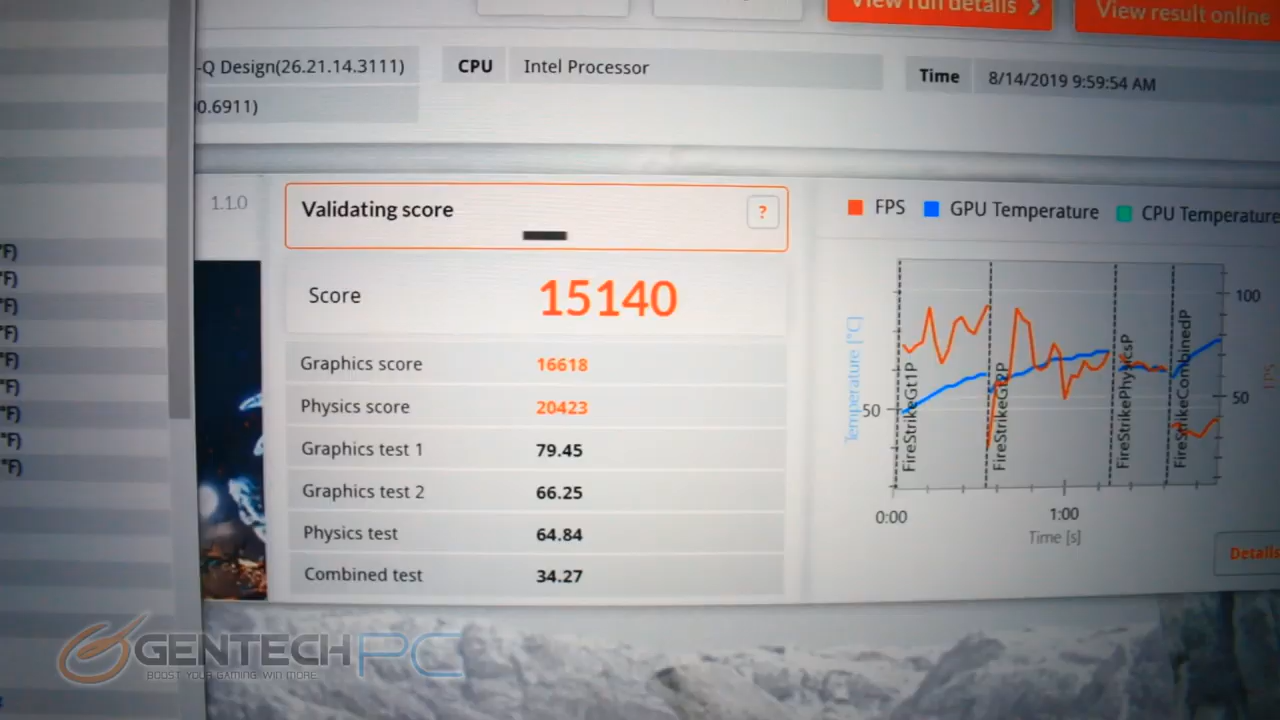 View run details
View result online
-Q Design(26.21.14.3111)
CPU
Intel Processor
Time
8/14/2019 9:59:54 AM
0.6911)
1.1.0
Validating score
?
FPS
GPU Temperature
CPU Temperature
Score
15140
Graphics score
16618
Physics score
20423
Graphics test 1
79.45
Graphics test 2
66.25
Physics test
64.84
Combined test
34.27
°F)
°F)
°F)
°F)
°F)
°F)
°F)
°F)
°F)
Temperature [°C]
50
FireStrikeGt1P
FireStrikeGt2P
FireStrikePhysicsP
FireStrikeCombinedP
100
50
FPS
0:00
1:00
Time [s]
Details
GENTECH PC
BOOST YOUR GAMING. WIN MORE.